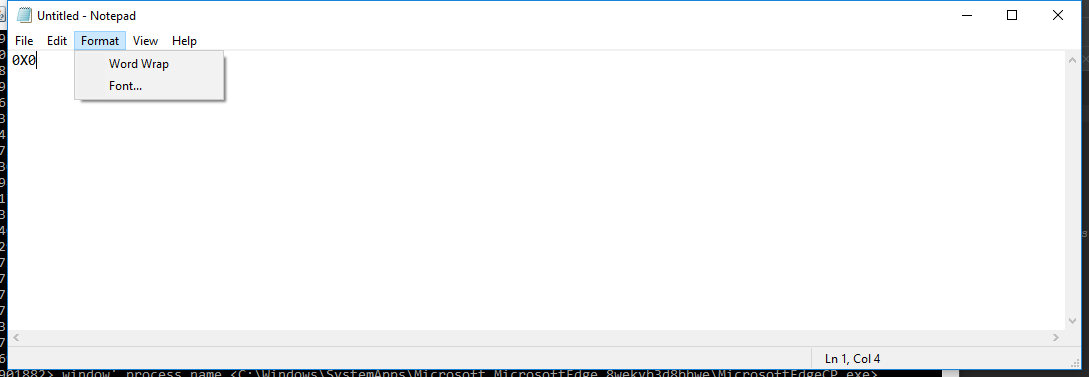 Untitled - Notepad
File Edit Format View Help
0X0
Word Wrap
Font...
Ln 1, Col 4
001882> window' process name <C:\Windows\SystemApps\Microsoft.MicrosoftEdge_8wekyb3d8bbwe\MicrosoftEdgeCP.exe>